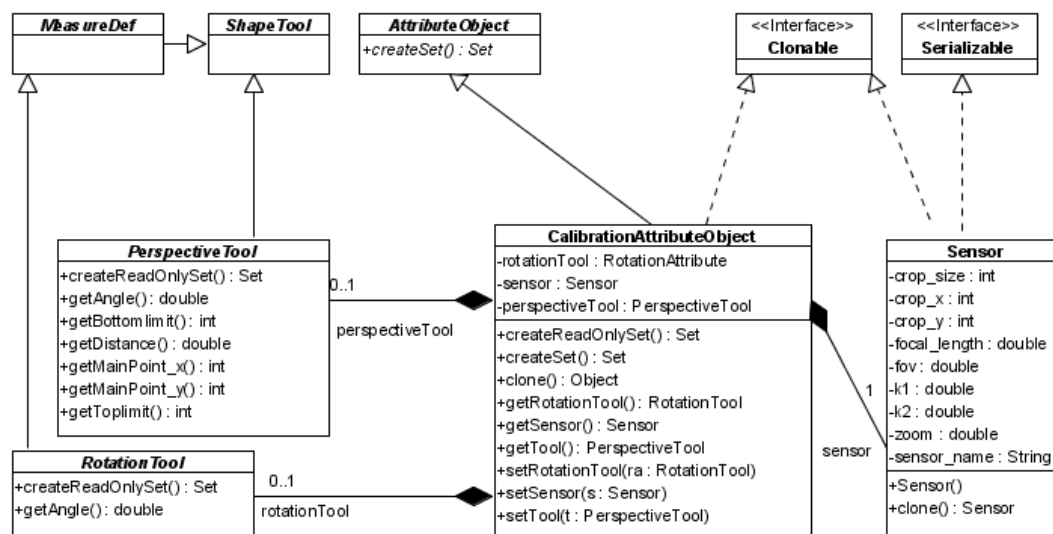 MeasureDef
ShapeTool
AttributeObject
+createSet() : Set
<<Interface>>
Clonable
<<Interface>>
Serializable
PerspectiveTool
+createReadOnlySet() : Set
+getAngle() : double
+getBottomlimit() : int
+getDistance() : double
+getMainPoint_x() : int
+getMainPoint_y() : int
+getToplimit() : int
0..1
perspectiveTool
RotationTool
+createReadOnlySet() : Set
+getAngle() : double
0..1
rotationTool
CalibrationAttributeObject
-rotationTool : RotationAttribute
-sensor : Sensor
-perspectiveTool : PerspectiveTool
+createReadOnlySet() : Set
+createSet() : Set
+clone() : Object
+getRotationTool() : RotationTool
+getSensor() : Sensor
+getTool() : PerspectiveTool
+setRotationTool(ra : RotationTool)
+setSensor(s : Sensor)
+setTool(t : PerspectiveTool)
1
sensor
Sensor
-crop_size : int
-crop_x : int
-crop_y : int
-focal_length : double
-fov : double
-k1 : double
-k2 : double
-zoom : double
-sensor_name : String
+Sensor()
+clone() : Sensor